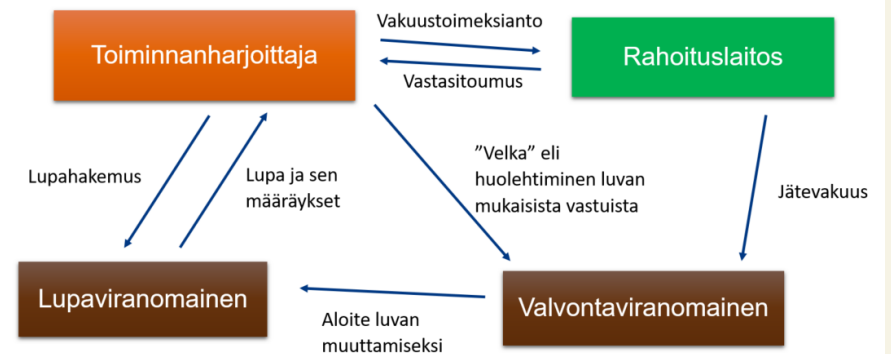 Vakuustoimeksianto
Toiminnanharjoittaja
Rahoituslaitos
Vastasitoumus
Lupahakemus
Lupa ja sen
määräykset
”Velka” eli
huolehtiminen luvan
mukaisista vastuista
Jätevakuus
Lupaviranomainen
Valvontaviranomainen
Aloite luvan
muuttamiseksi